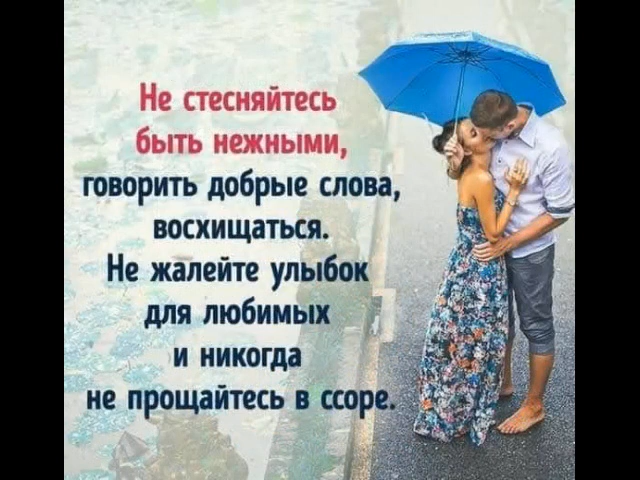 Не стесняйтесь
быть нежными,
говорить добрые слова,
восхищаться.
Не жалейте улыбок
для любимых
и никогда
не прощайтесь в ссоре.